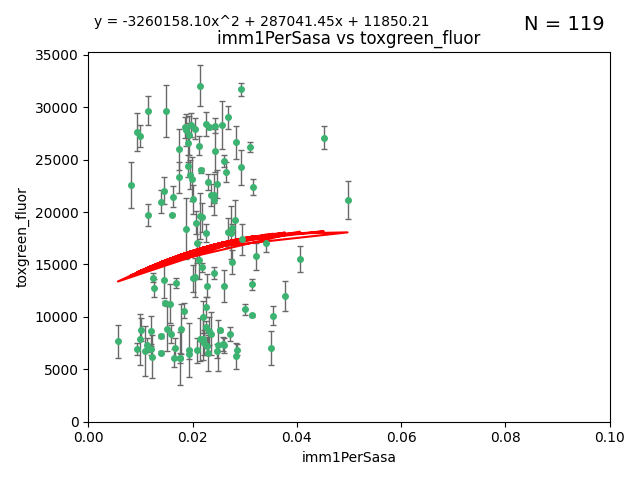 y = -3260158.10x^2 + 287041.45x + 11850.21
N = 119
imm1PerSasa vs toxgreen_fluor
35000
30000
25000
20000
15000
10000
5000
0
toxgreen_fluor
0.00 0.02 0.04 0.06 0.08 0.10
imm1PerSasa